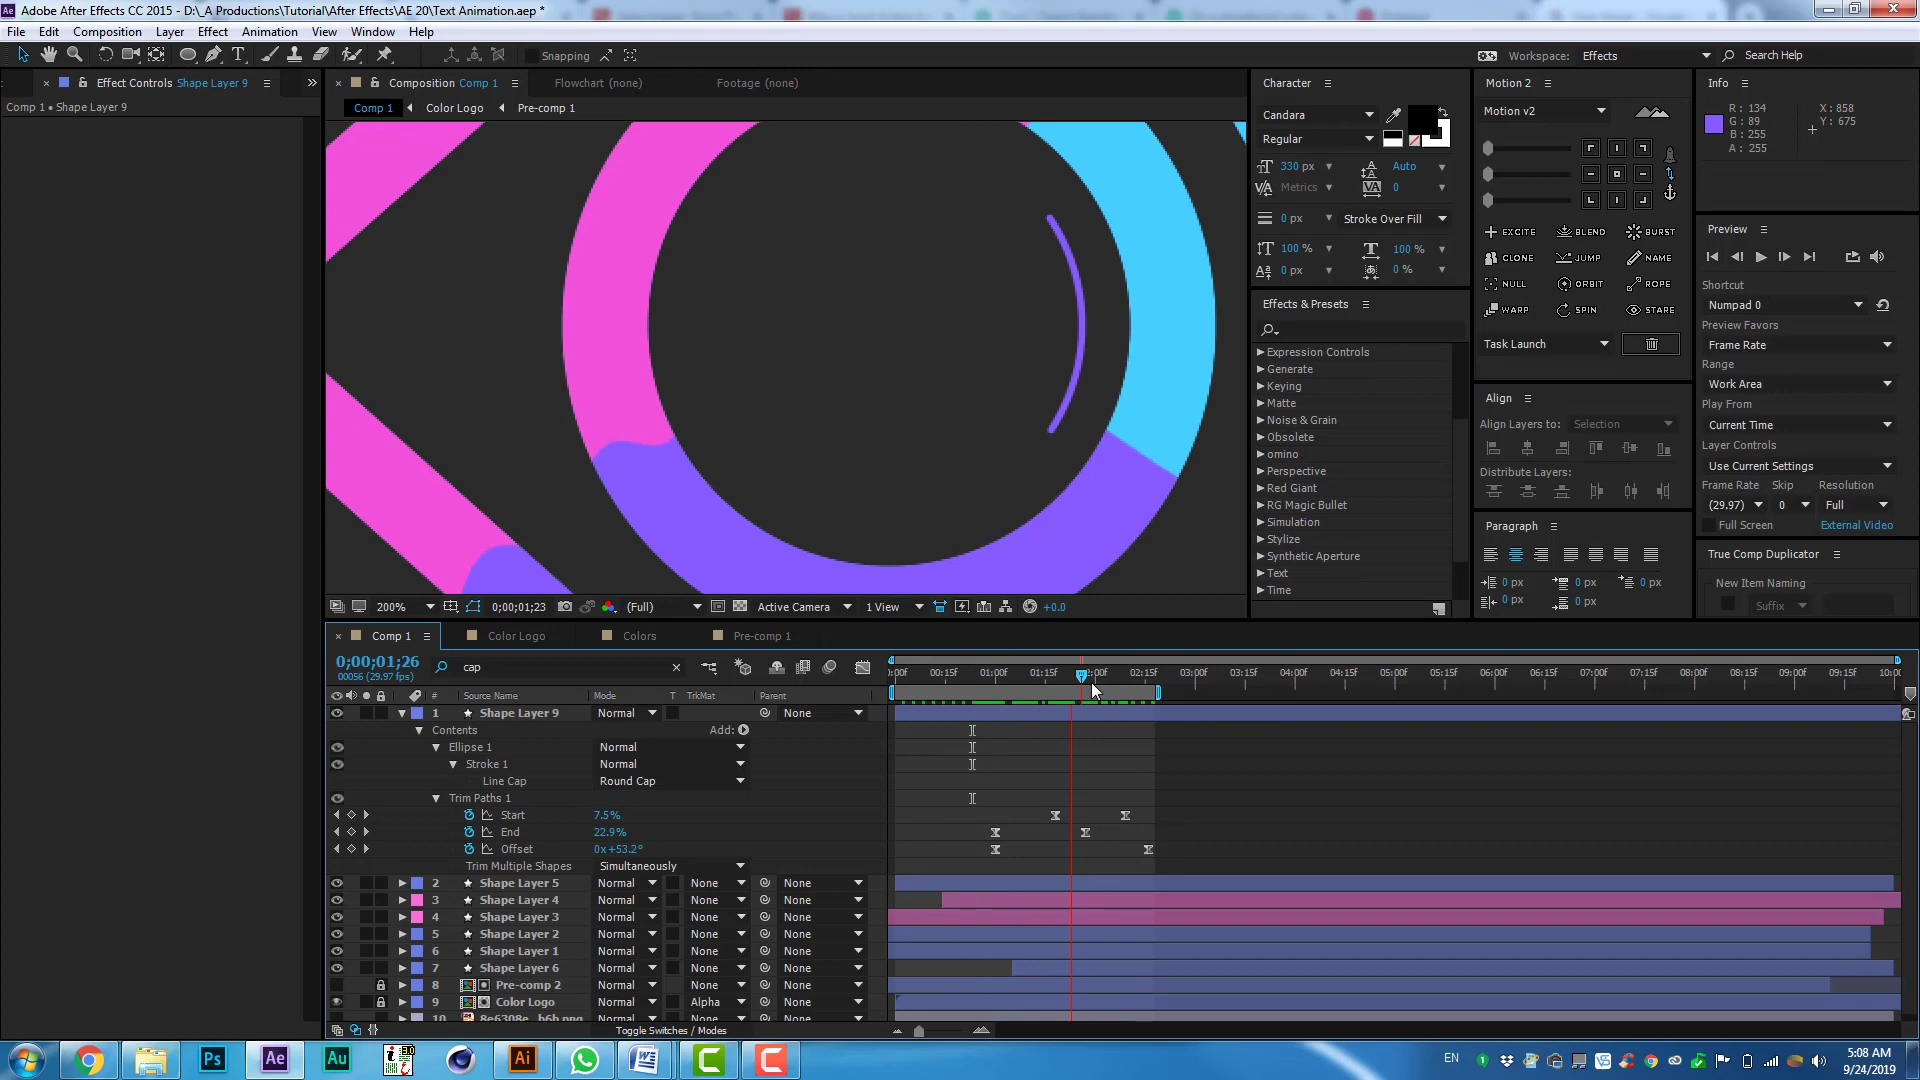 Adobe After Effects CC 2015 - D:\_A Productions\Tutorial\After Effects\AE 20\Text Animation.aep *
File Edit Composition Layer Effect Animation View Window Help
Snapping
Workspace: Effects
Search Help
Effect Controls Shape Layer 9
Comp 1 • Shape Layer 9
Composition Comp 1
Flowchart (none)
Footage (none)
Comp 1 Color Logo Pre-comp 1
200% 0;00;01;23 (Full) Active Camera 1 View +0.0
Character
Candara
Regular
330 px Auto
Metrics 0
0 px Stroke Over Fill
100 % 100 %
0 px 0 %
Effects & Presets
Expression Controls
Generate
Keying
Matte
Noise & Grain
Obsolete
omino
Perspective
Red Giant
RG Magic Bullet
Simulation
Stylize
Synthetic Aperture
Text
Time
Motion 2
Motion v2
EXCITE BLEND BURST
CLONE JUMP NAME
NULL ORBIT ROPE
WARP SPIN STARE
Task Launch
Align
Align Layers to: Selection
Distribute Layers:
Paragraph
0 px 0 px 0 px
0 px 0 px
Info
R : 134 X : 858
G : 89 Y : 675
B : 255
A : 255
Preview
Shortcut
Numpad 0
Preview Favors
Frame Rate
Range
Work Area
Play From
Current Time
Layer Controls
Use Current Settings
Frame Rate Skip Resolution
(29.97) 0 Full
Full Screen External Video
True Comp Duplicator
New Item Naming
Suffix
Comp 1 Color Logo Colors Pre-comp 1
0;00;01;26
00056 (29.97 fps)
cap
:00f 00:15f 01:00f 01:15f 2:00f 02:15f 03:00f 03:15f 04:00f 04:15f 05:00f 05:15f 06:00f 06:15f 07:00f 07:15f 08:00f 08:15f 09:00f 09:15f 10:00
# Source Name Mode T TrkMat Parent
1 Shape Layer 9 Normal None
Contents Add:
Ellipse 1 Normal
Stroke 1 Normal
Line Cap Round Cap
Trim Paths 1
Start 7.5%
End 22.9%
Offset 0x+53.2°
Trim Multiple Shapes Simultaneously
2 Shape Layer 5 Normal None None
3 Shape Layer 4 Normal None None
4 Shape Layer 3 Normal None None
5 Shape Layer 2 Normal None None
6 Shape Layer 1 Normal None None
7 Shape Layer 6 Normal None None
8 Pre-comp 2 Normal None None
9 Color Logo Normal Alpha None
10 8e6308e...b6b.png Normal None None
Toggle Switches / Modes
Ps Ae Au Ai
EN
5:08 AM
9/24/2019